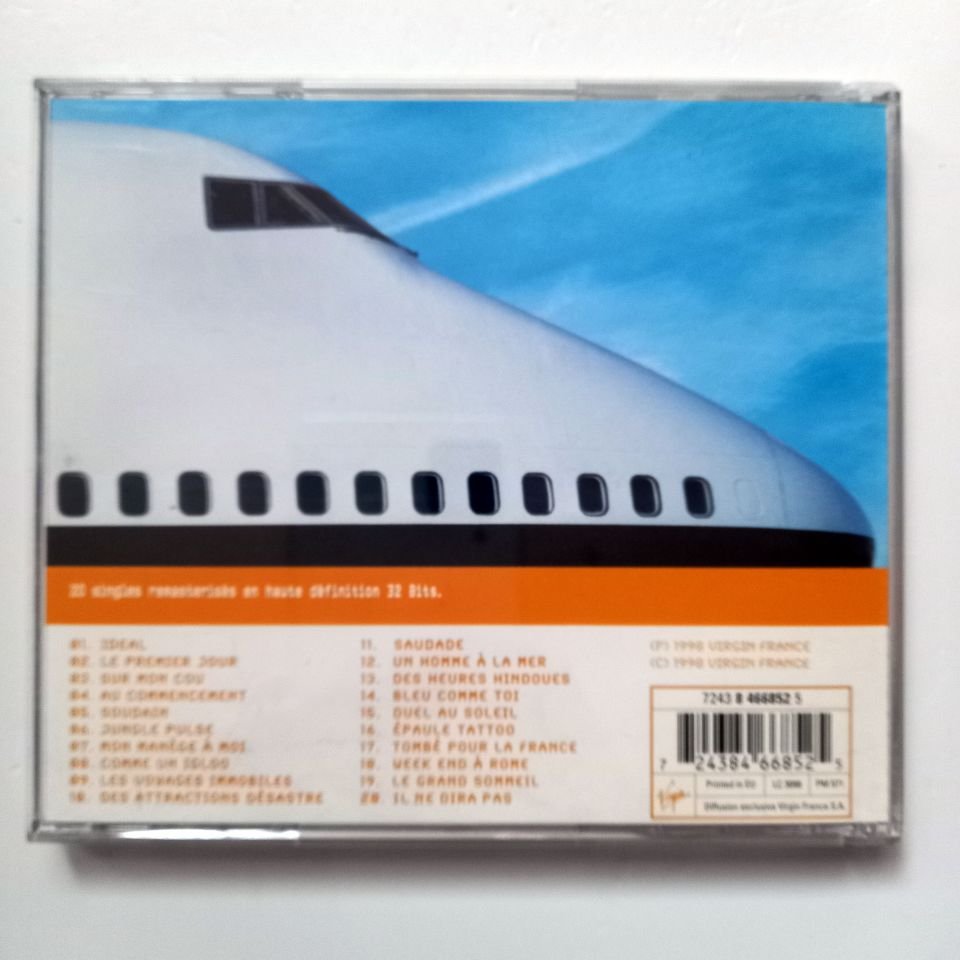 20 singles remasterisés en haute définition 32 Bits.
01. IDEAL
02. LE PREMIER JOUR
03. SUR MON COU
04. AU COMMENCEMENT
05. SOUDAIN
06. JUNGLE PULSE
07. MON MANÈGE À MOI
08. COMME UN IGLOO
09. LES VOYAGES IMMOBILES
10. DES ATTRACTIONS DÉSASTRE
11. SAUDADE
12. UN HOMME À LA MER
13. DES HEURES HINDOUES
14. BLEU COMME TOI
15. DUEL AU SOLEIL
16. ÉPAULE TATTOO
17. TOMBÉ POUR LA FRANCE
18. WEEK END À ROME
19. LE GRAND SOMMEIL
20 IL NE DIRA PAS
(P) 1998 VIRGIN FRANCE
(C) 1998 VIRGIN FRANCE
7243 8 466852 5
7 24384 66852 5
Printed in EU
Virgin
Diffusion exclusive Virgin France S.A.